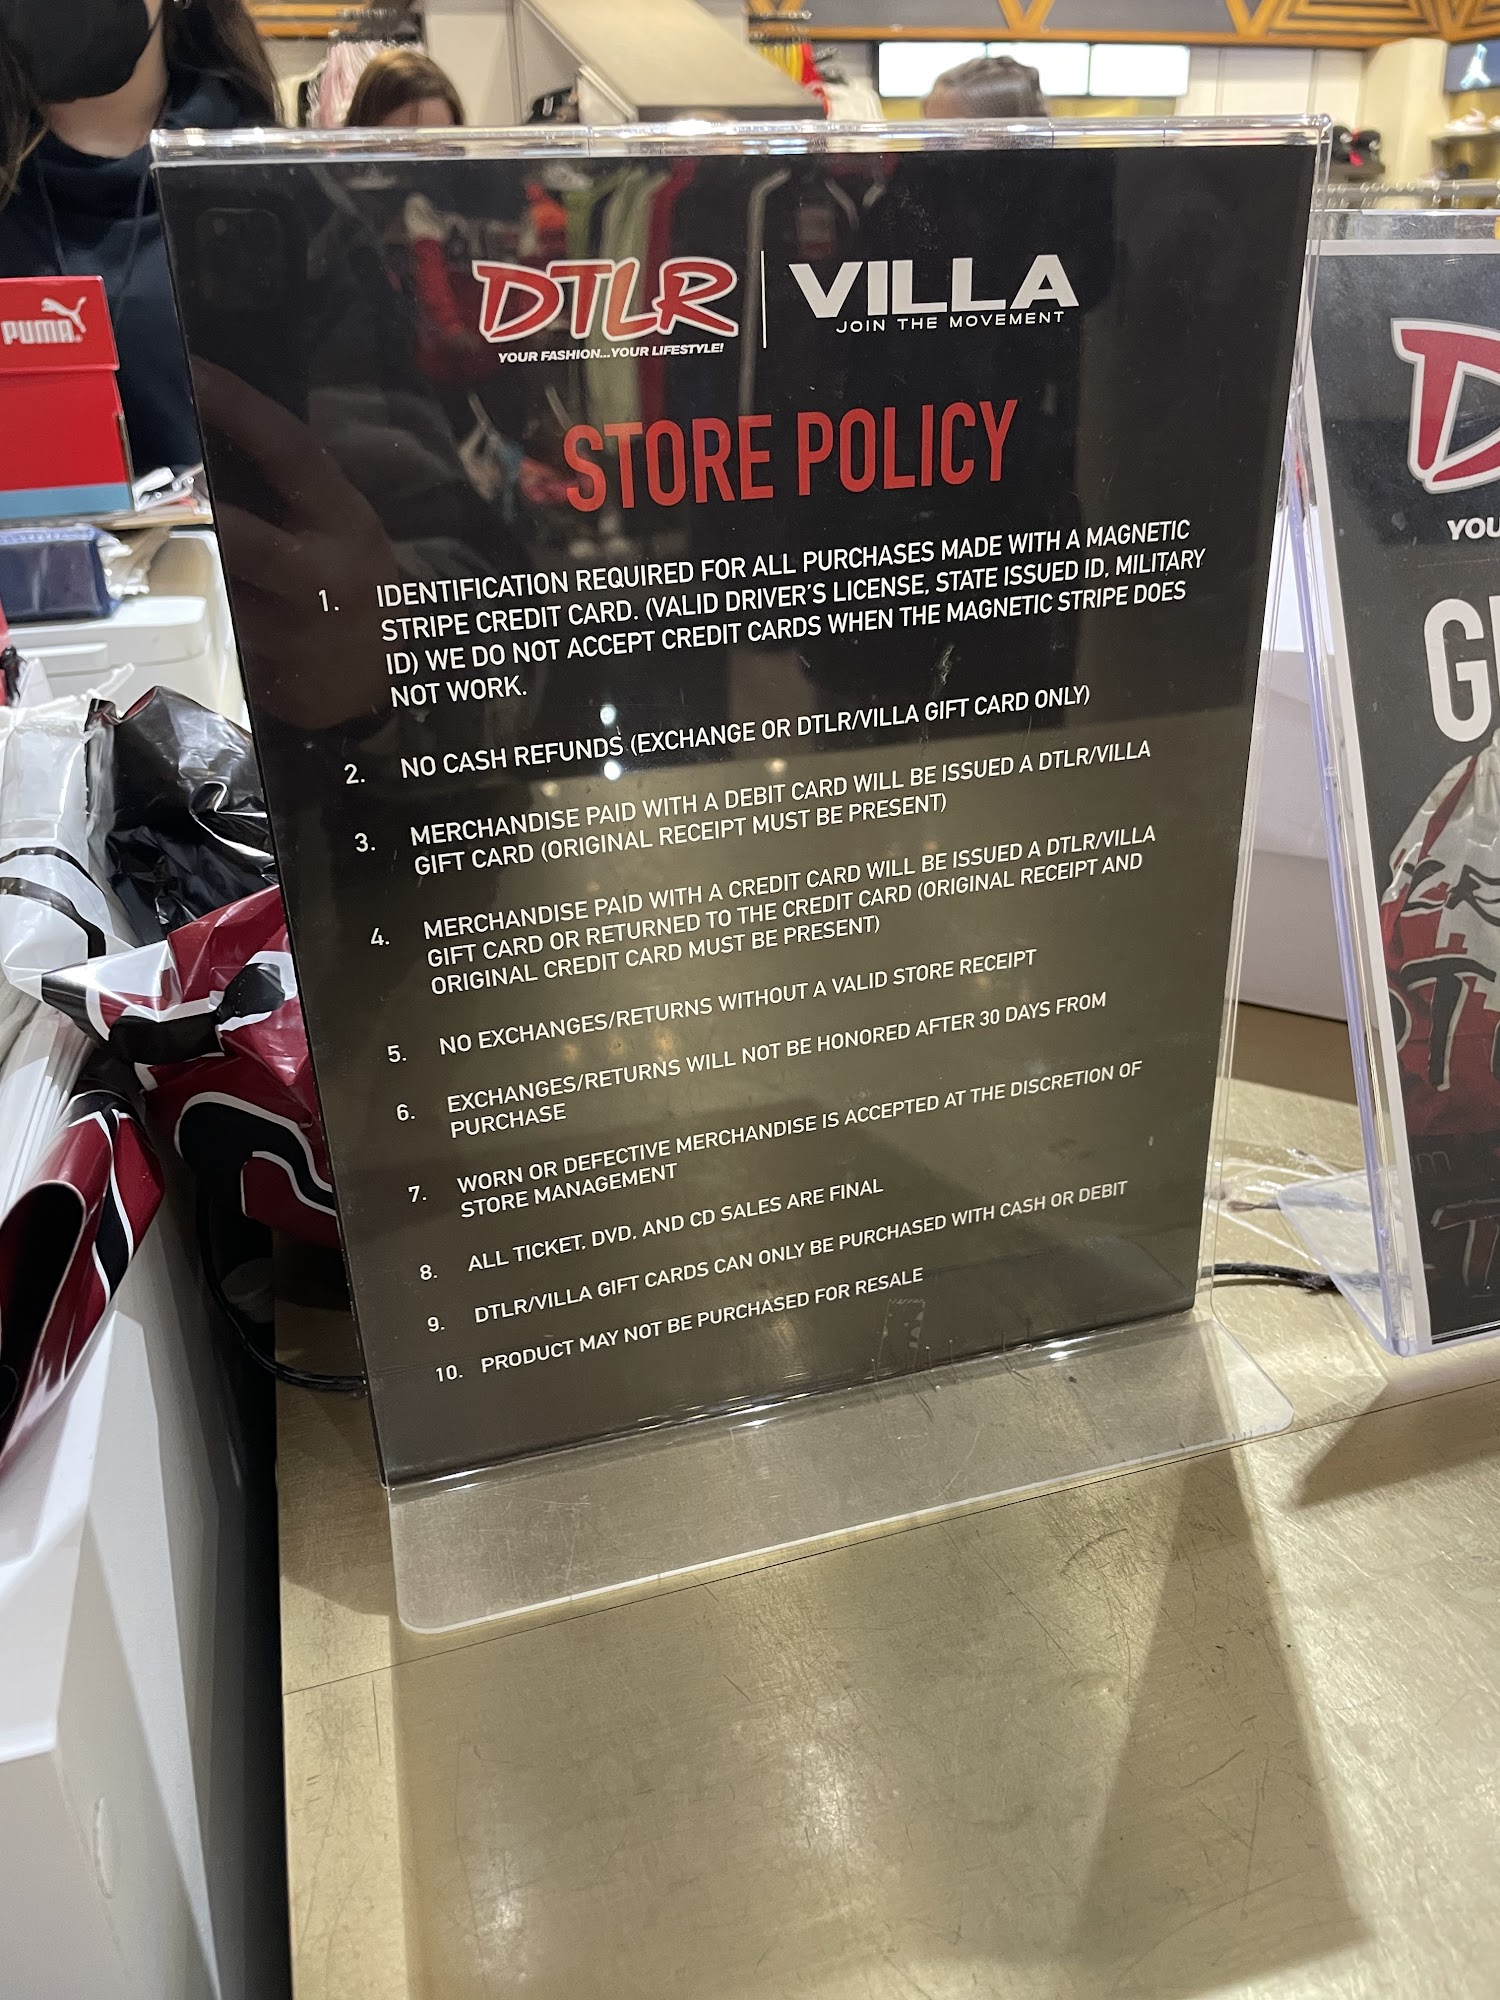 PUMA
DTLR
YOUR FASHION...YOUR LIFESTYLE!
VILLA
JOIN THE MOVEMENT
STORE POLICY
1. IDENTIFICATION REQUIRED FOR ALL PURCHASES MADE WITH A MAGNETIC
STRIPE CREDIT CARD. (VALID DRIVER'S LICENSE, STATE ISSUED ID, MILITARY
ID) WE DO NOT ACCEPT CREDIT CARDS WHEN THE MAGNETIC STRIPE DOES
NOT WORK.
2. NO CASH REFUNDS (EXCHANGE OR DTLR/VILLA GIFT CARD ONLY)
3. MERCHANDISE PAID WITH A DEBIT CARD WILL BE ISSUED A DTLR/VILLA
GIFT CARD (ORIGINAL RECEIPT MUST BE PRESENT)
4. MERCHANDISE PAID WITH A CREDIT CARD WILL BE ISSUED A DTLR/VILLA
GIFT CARD OR RETURNED TO THE CREDIT CARD (ORIGINAL RECEIPT AND
ORIGINAL CREDIT CARD MUST BE PRESENT)
5. NO EXCHANGES/RETURNS WITHOUT A VALID STORE RECEIPT
6. EXCHANGES/RETURNS WILL NOT BE HONORED AFTER 30 DAYS FROM
PURCHASE
7. WORN OR DEFECTIVE MERCHANDISE IS ACCEPTED AT THE DISCRETION OF
STORE MANAGEMENT
8. ALL TICKET, DVD, AND CD SALES ARE FINAL
9. DTLR/VILLA GIFT CARDS CAN ONLY BE PURCHASED WITH CASH OR DEBIT
10. PRODUCT MAY NOT BE PURCHASED FOR RESALE